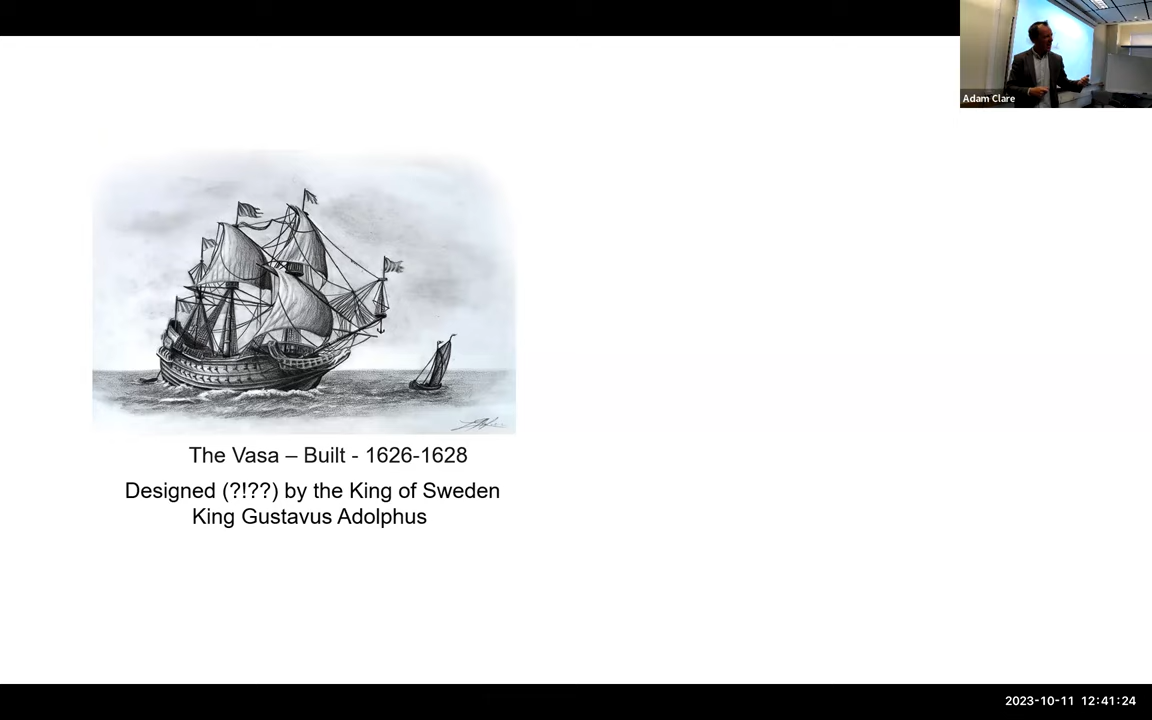 Adam Clare
The Vasa – Built - 1626-1628
Designed (?!??) by the King of Sweden
King Gustavus Adolphus
2023-10-11 12:41:24